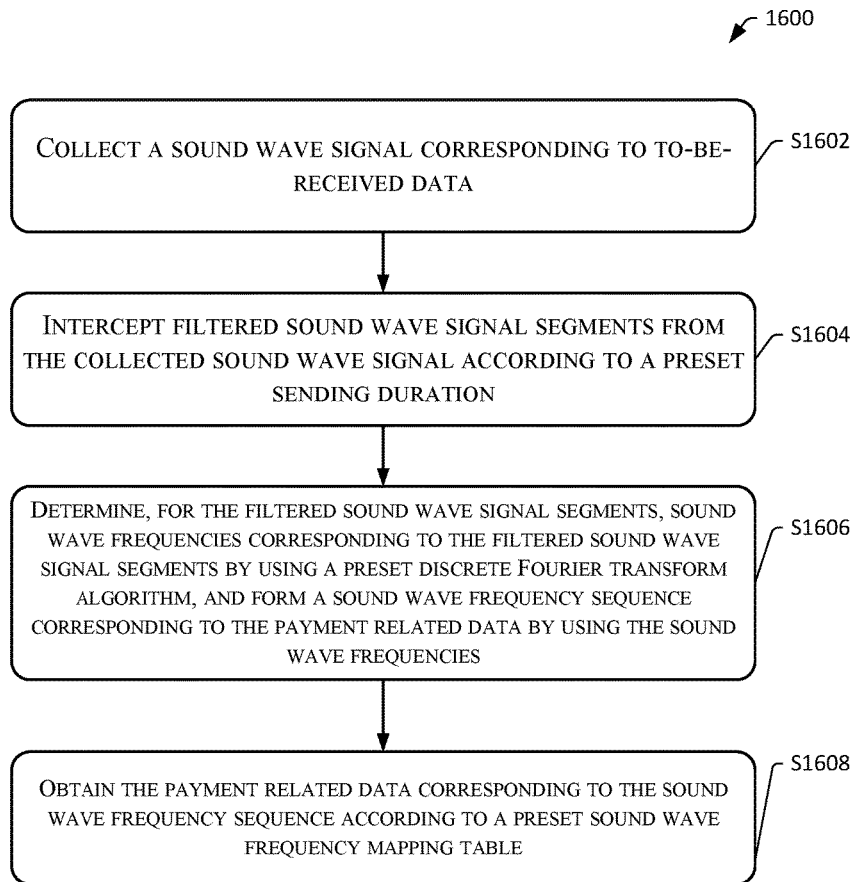 1600
COLLECT A SOUND WAVE SIGNAL CORRESPONDING TO TO-BE-
RECEIVED DATA
S1602
INTERCEPT FILTERED SOUND WAVE SIGNAL SEGMENTS FROM
THE COLLECTED SOUND WAVE SIGNAL ACCORDING TO A PRESET
SENDING DURATION
S1604
DETERMINE, FOR THE FILTERED SOUND WAVE SIGNAL SEGMENTS, SOUND
WAVE FREQUENCIES CORRESPONDING TO THE FILTERED SOUND WAVE
SIGNAL SEGMENTS BY USING A PRESET DISCRETE FOURIER TRANSFORM
ALGORITHM, AND FORM A SOUND WAVE FREQUENCY SEQUENCE
CORRESPONDING TO THE PAYMENT RELATED DATA BY USING THE SOUND
WAVE FREQUENCIES
S1606
OBTAIN THE PAYMENT RELATED DATA CORRESPONDING TO THE SOUND
WAVE FREQUENCY SEQUENCE ACCORDING TO A PRESET SOUND WAVE
FREQUENCY MAPPING TABLE
S1608